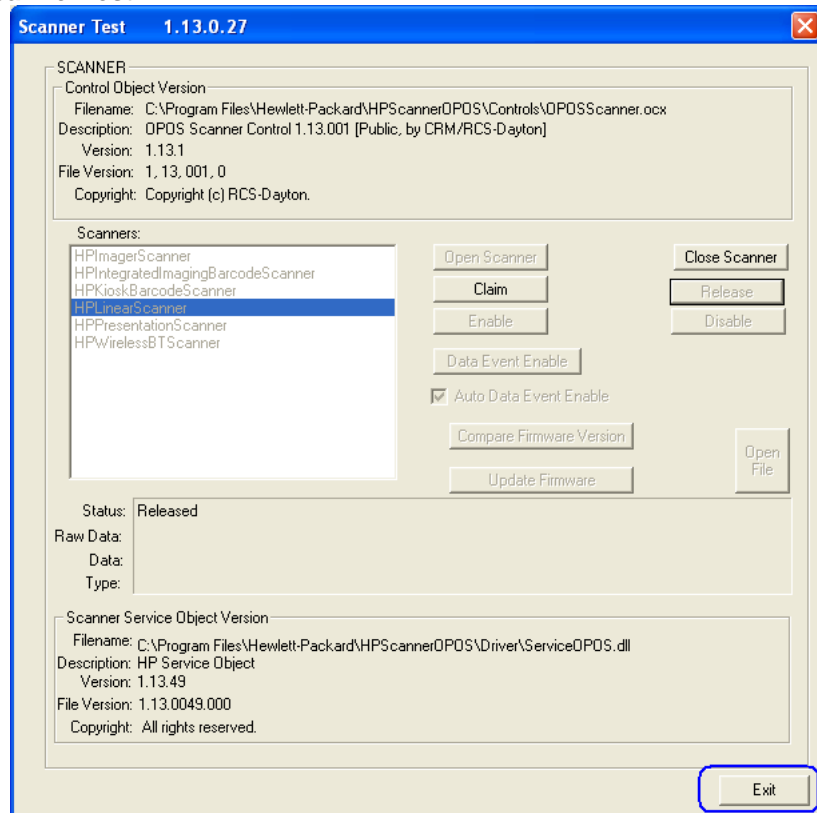 Scanner Test 1.13.0.27
SCANNER
Control Object Version
Filename: C:\Program Files\Hewlett-Packard\HPScannerOPOS\Controls\OPOSScanner.ocx
Description: OPOS Scanner Control 1.13.001 [Public, by CRM/RCS-Dayton]
Version: 1.13.1
File Version: 1, 13, 001, 0
Copyright: Copyright (c) RCS-Dayton.
Scanners:
HPImagerScanner
HPIntegratedImagingBarcodeScanner
HPKioskBarcodeScanner
HPLinearScanner
HPPresentationScanner
HPWirelessBTScanner
Open Scanner
Close Scanner
Claim
Release
Enable
Disable
Data Event Enable
Auto Data Event Enable
Compare Firmware Version
Update Firmware
Open
File
Status: Released
Raw Data:
Data:
Type:
Scanner Service Object Version
Filename: C:\Program Files\Hewlett-Packard\HPScannerOPOS\Driver\ServiceOPOS.dll
Description: HP Service Object
Version: 1.13.49
File Version: 1.13.0049.000
Copyright: All rights reserved.
Exit